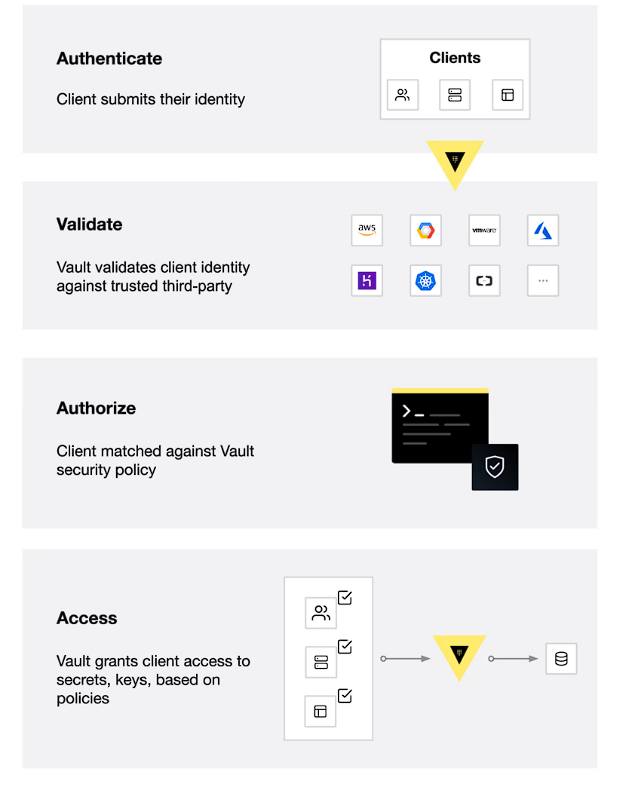 Authenticate
Client submits their identity
Clients
Validate
Vault validates client identity
against trusted third-party
aws
vmware
Authorize
Client matched against Vault
security policy
Access
Vault grants client access to
secrets, keys, based on
policies